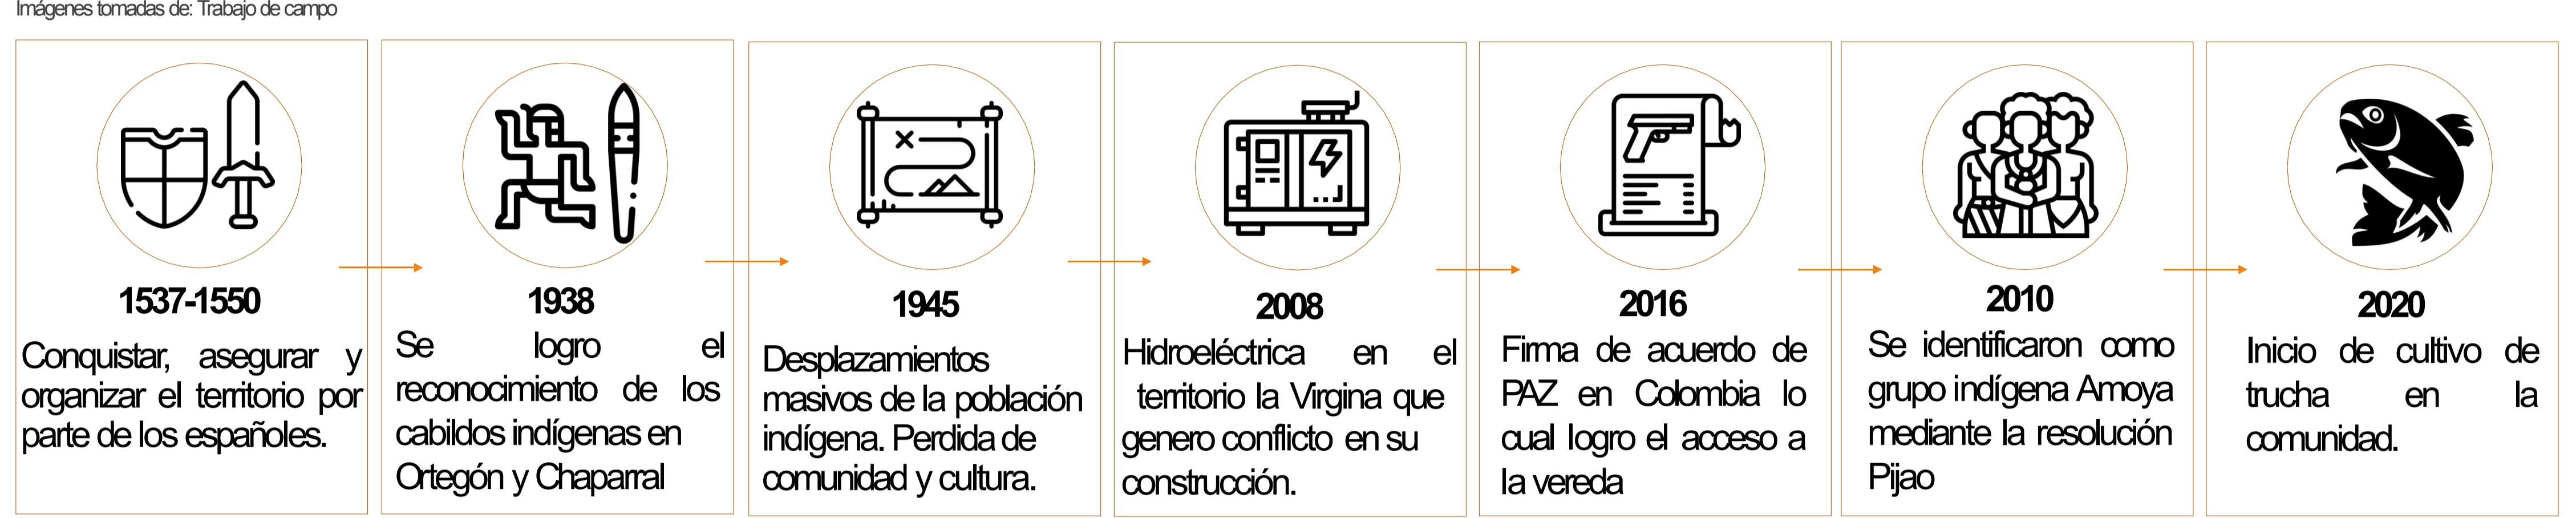 Imágenes tomadas de: Trabajo de campo
1537-1550
Conquistar, asegurar y
organizar el territorio por
parte de los españoles.
1938
Se logro el
reconocimiento de los
cabildos indígenas en
Ortegón y Chaparral
1945
Desplazamientos
masivos de la población
indígena. Perdida de
comunidad y cultura.
2008
Hidroeléctrica en el
territorio la Virgina que
genero conflicto en su
construcción.
2016
Firma de acuerdo de
PAZ en Colombia lo
cual logro el acceso a
la vereda
2010
Se identificaron como
grupo indígena Amoya
mediante la resolución
Pijao
2020
Inicio de cultivo de
trucha en la
comunidad.